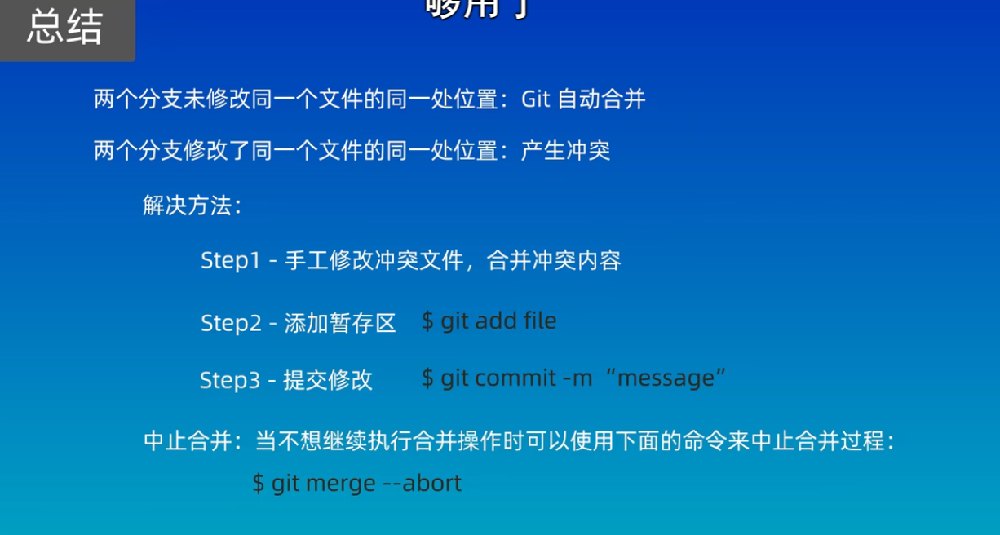 够用了
总结
两个分支未修改同一个文件的同一处位置：Git 自动合并
两个分支修改了同一个文件的同一处位置：产生冲突
解决方法：
Step1 - 手工修改冲突文件，合并冲突内容
Step2 - 添加暂存区 $ git add file
Step3 - 提交修改 $ git commit -m “message”
中止合并：当不想继续执行合并操作时可以使用下面的命令来中止合并过程：
$ git merge --abort